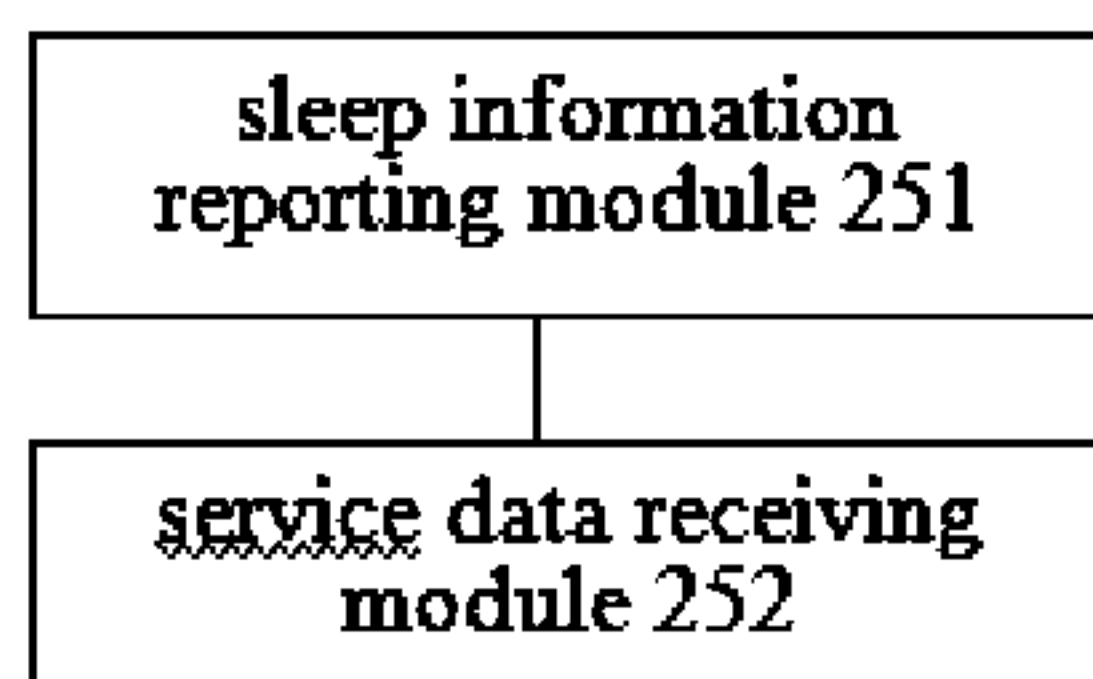 sleep information
reporting module 251
service data receiving
module 252